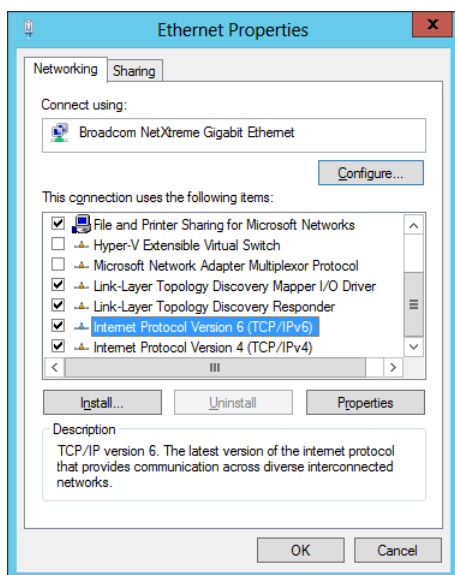 Ethernet Properties
x
Networking Sharing
Connect using:
Broadcom NetXtreme Gigabit Ethernet
Configure...
This connection uses the following items:
File and Printer Sharing for Microsoft Networks
Hyper-V Extensible Virtual Switch
Microsoft Network Adapter Multiplexor Protocol
Link-Layer Topology Discovery Mapper I/O Driver
Link-Layer Topology Discovery Responder
Internet Protocol Version 6 (TCP/IPv6)
Internet Protocol Version 4 (TCP/IPv4)
Install... Uninstall Properties
Description
TCP/IP version 6. The latest version of the internet protocol
that provides communication across diverse interconnected
networks.
OK Cancel